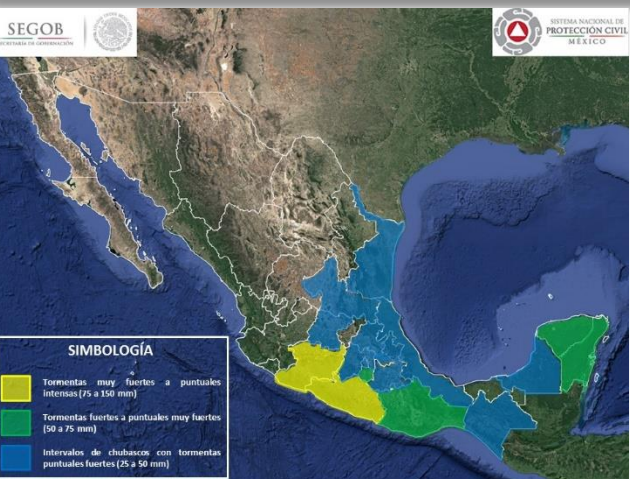 SEGOB
SECRETARÍA DE GOBERNACIÓN
SISTEMA NACIONAL DE
PROTECCIÓN CIVIL
MÉXICO
SIMBOLOGÍA
Tormentas muy fuertes a puntuales
intensas (75 a 150 mm)
Tormentas fuertes a puntuales muy fuertes
(50 a 75 mm)
Intervalos de chubascos con tormentas
puntuales fuertes (25 a 50 mm)